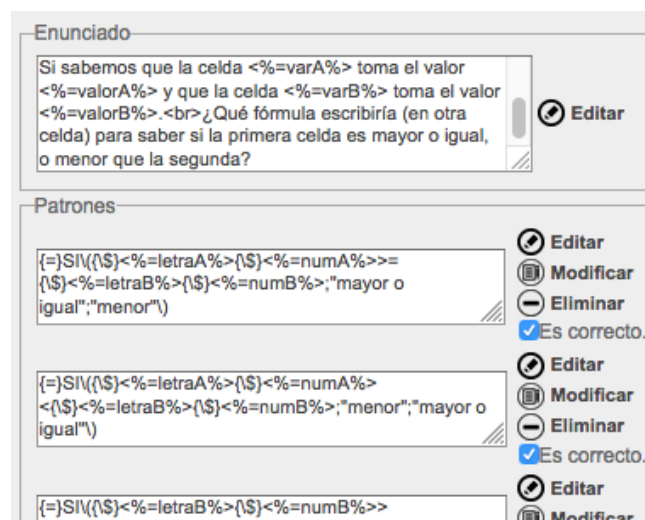 Enunciado
Si sabemos que la celda <%=varA%> toma el valor
<%=valorA%> y que la celda <%=varB%> toma el valor
<%=valorB%>.<br>¿Qué fórmula escribiría (en otra
celda) para saber si la primera celda es mayor o igual,
o menor que la segunda?
Editar
Patrones
{=}SI\({\$}<%=letraA%>{\$}<%=numA%>>=
{\$}<%=letraB%>{\$}<%=numB%>;"mayor o
igual";"menor"\)
Editar
Modificar
Eliminar
Es correcto.
{=}SI\({\$}<%=letraA%>{\$}<%=numA%>
<{\$}<%=letraB%>{\$}<%=numB%>;"menor";"mayor o
igual"\)
Editar
Modificar
Eliminar
Es correcto.
{=}SI\({\$}<%=letraB%>{\$}<%=numB%>>
Editar
Modificar